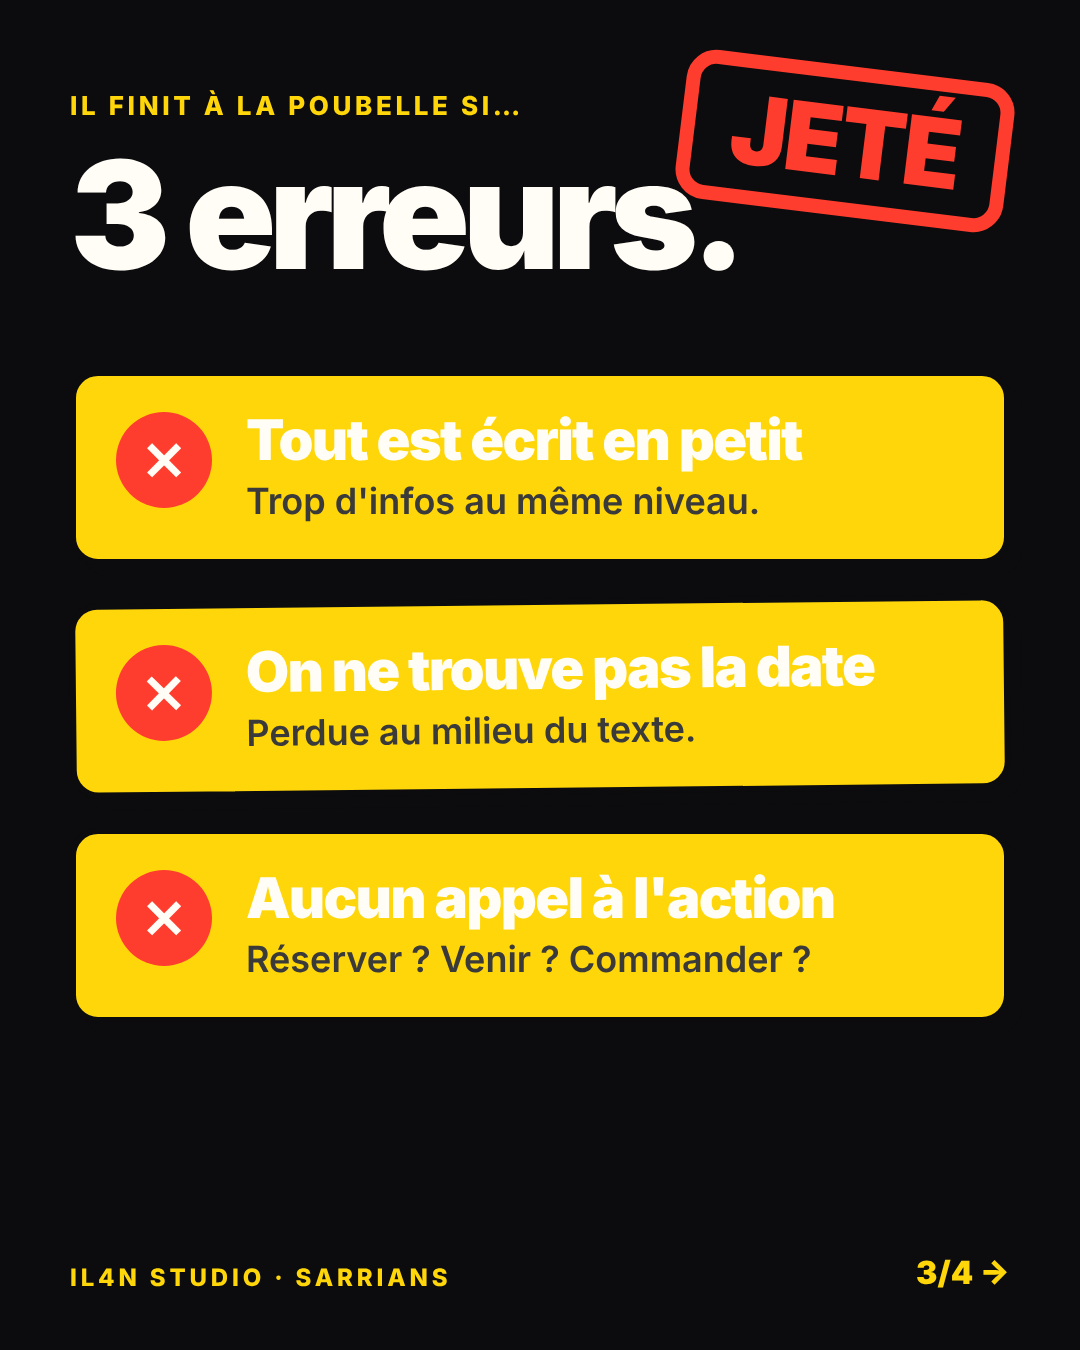 IL FINIT À LA POUBELLE SI...
JETÉ
3 erreurs.
Tout est écrit en petit
Trop d'infos au même niveau.
On ne trouve pas la date
Perdue au milieu du texte.
Aucun appel à l'action
Réserver ? Venir ? Commander ?
IL4N STUDIO · SARRIANS
3/4 →